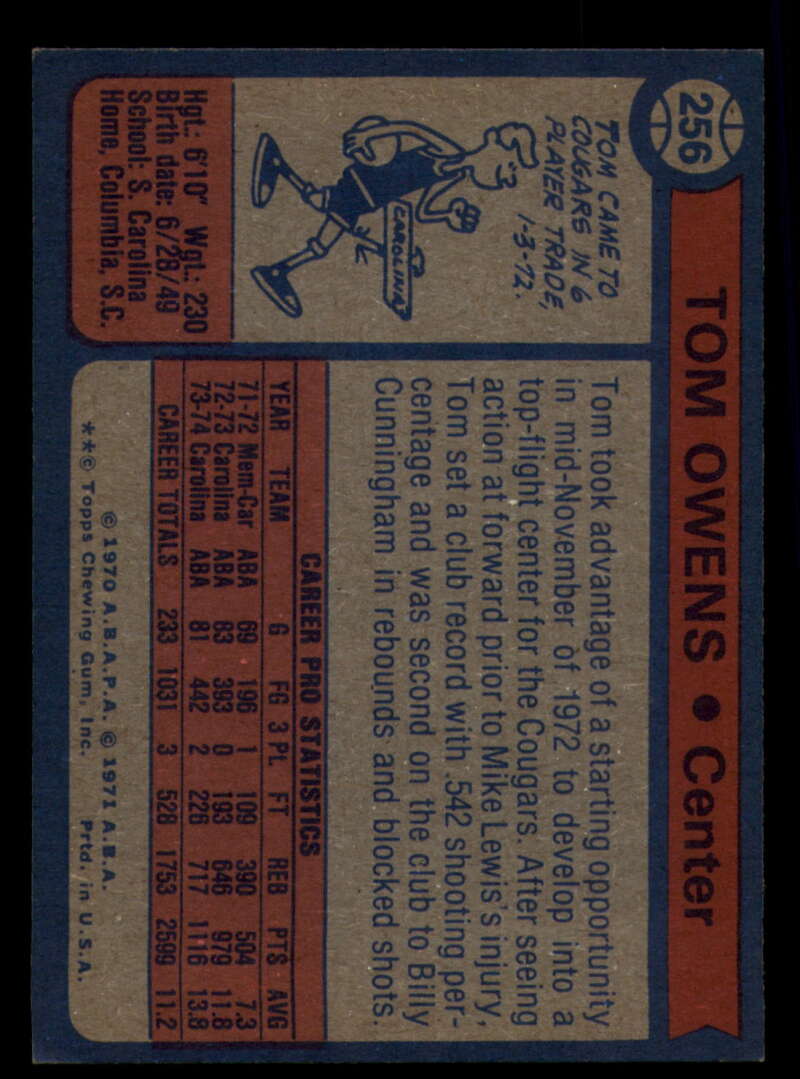 256
TOM OWENS • Center
TOM CAME TO
COUGARS IN 6
PLAYER TRADE,
1-3-72.
CAROLINA
Hgt.: 6'10" Wgt.: 230
Birth date: 6/28/49
School: S. Carolina
Home, Columbia, S.C.
Tom took advantage of a starting opportunity
in mid-November of 1972 to develop into a
top-flight center for the Cougars. After seeing
action at forward prior to Mike Lewis's injury,
Tom set a club record with .542 shooting per-
centage and was second on the club to Billy
Cunningham in rebounds and blocked shots.
CAREER PRO STATISTICS
YEAR TEAM G FG 3 PL FT REB PTS AVG
71-72 Mem-Car ABA 69 196 1 109 390 504 7.3
72-73 Carolina ABA 83 393 0 193 646 979 11.8
73-74 Carolina ABA 81 442 2 226 717 1116 13.8
CAREER TOTALS 233 1031 3 528 1753 2599 11.2
© 1970 A.B.A.P.A. © 1971 A.B.A.
**© Topps Chewing Gum, Inc. Prtd. in U.S.A.